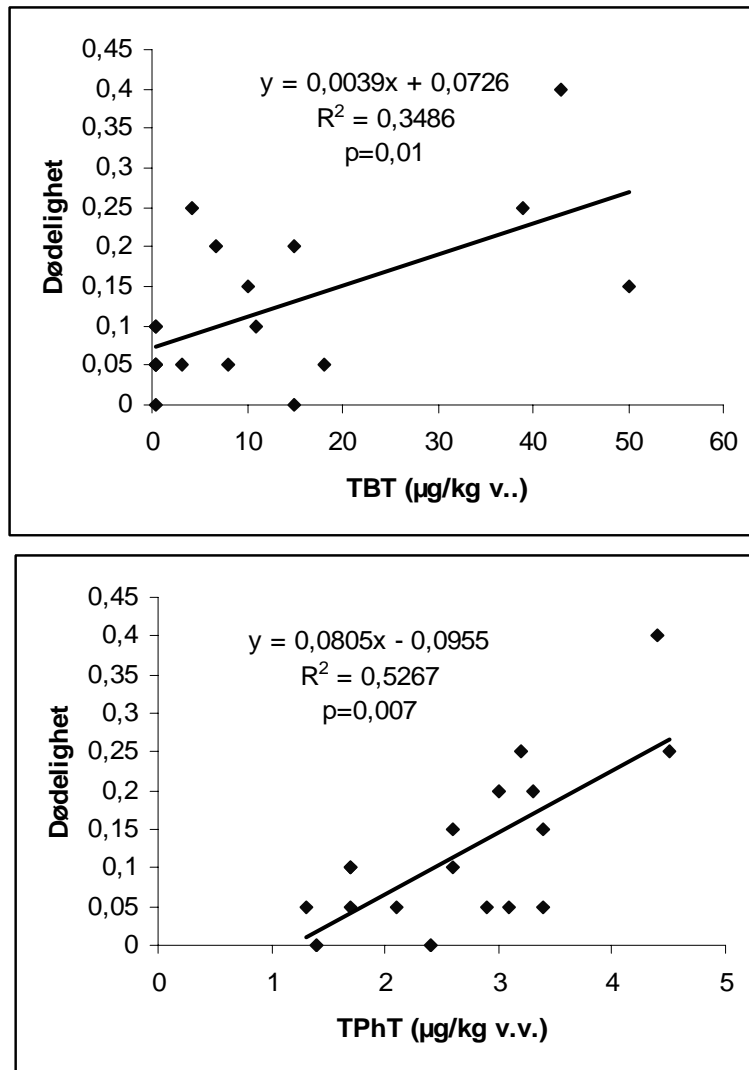 0,45
0,4
0,35
0,3
0,25
0,2
0,15
0,1
0,05
0
y = 0,0039x + 0,0726
R² = 0,3486
p=0,01
Dødelighet
0 10 20 30 40 50 60
TBT (µg/kg v..)
0,45
0,4
0,35
0,3
0,25
0,2
0,15
0,1
0,05
0
y = 0,0805x - 0,0955
R² = 0,5267
p=0,007
Dødelighet
0 1 2 3 4 5
TPhT (µg/kg v.v.)